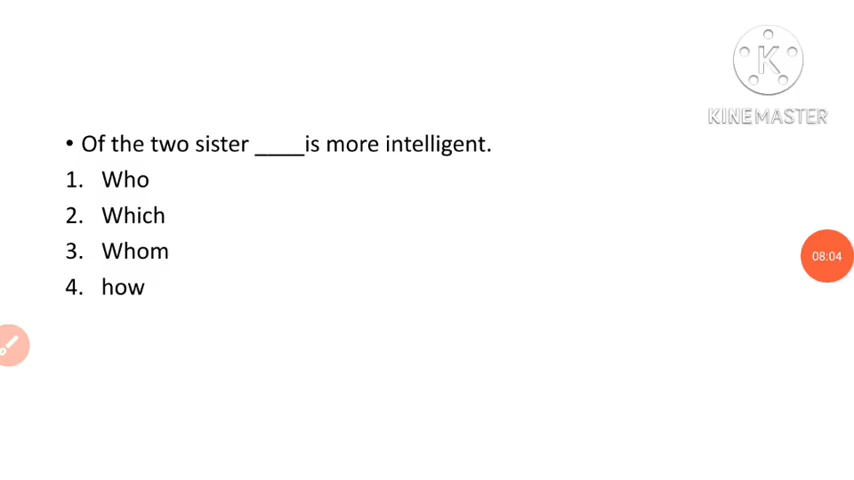 KINEMASTER
• Of the two sister ____is more intelligent.
1. Who
2. Which
3. Whom
4. how
08:04